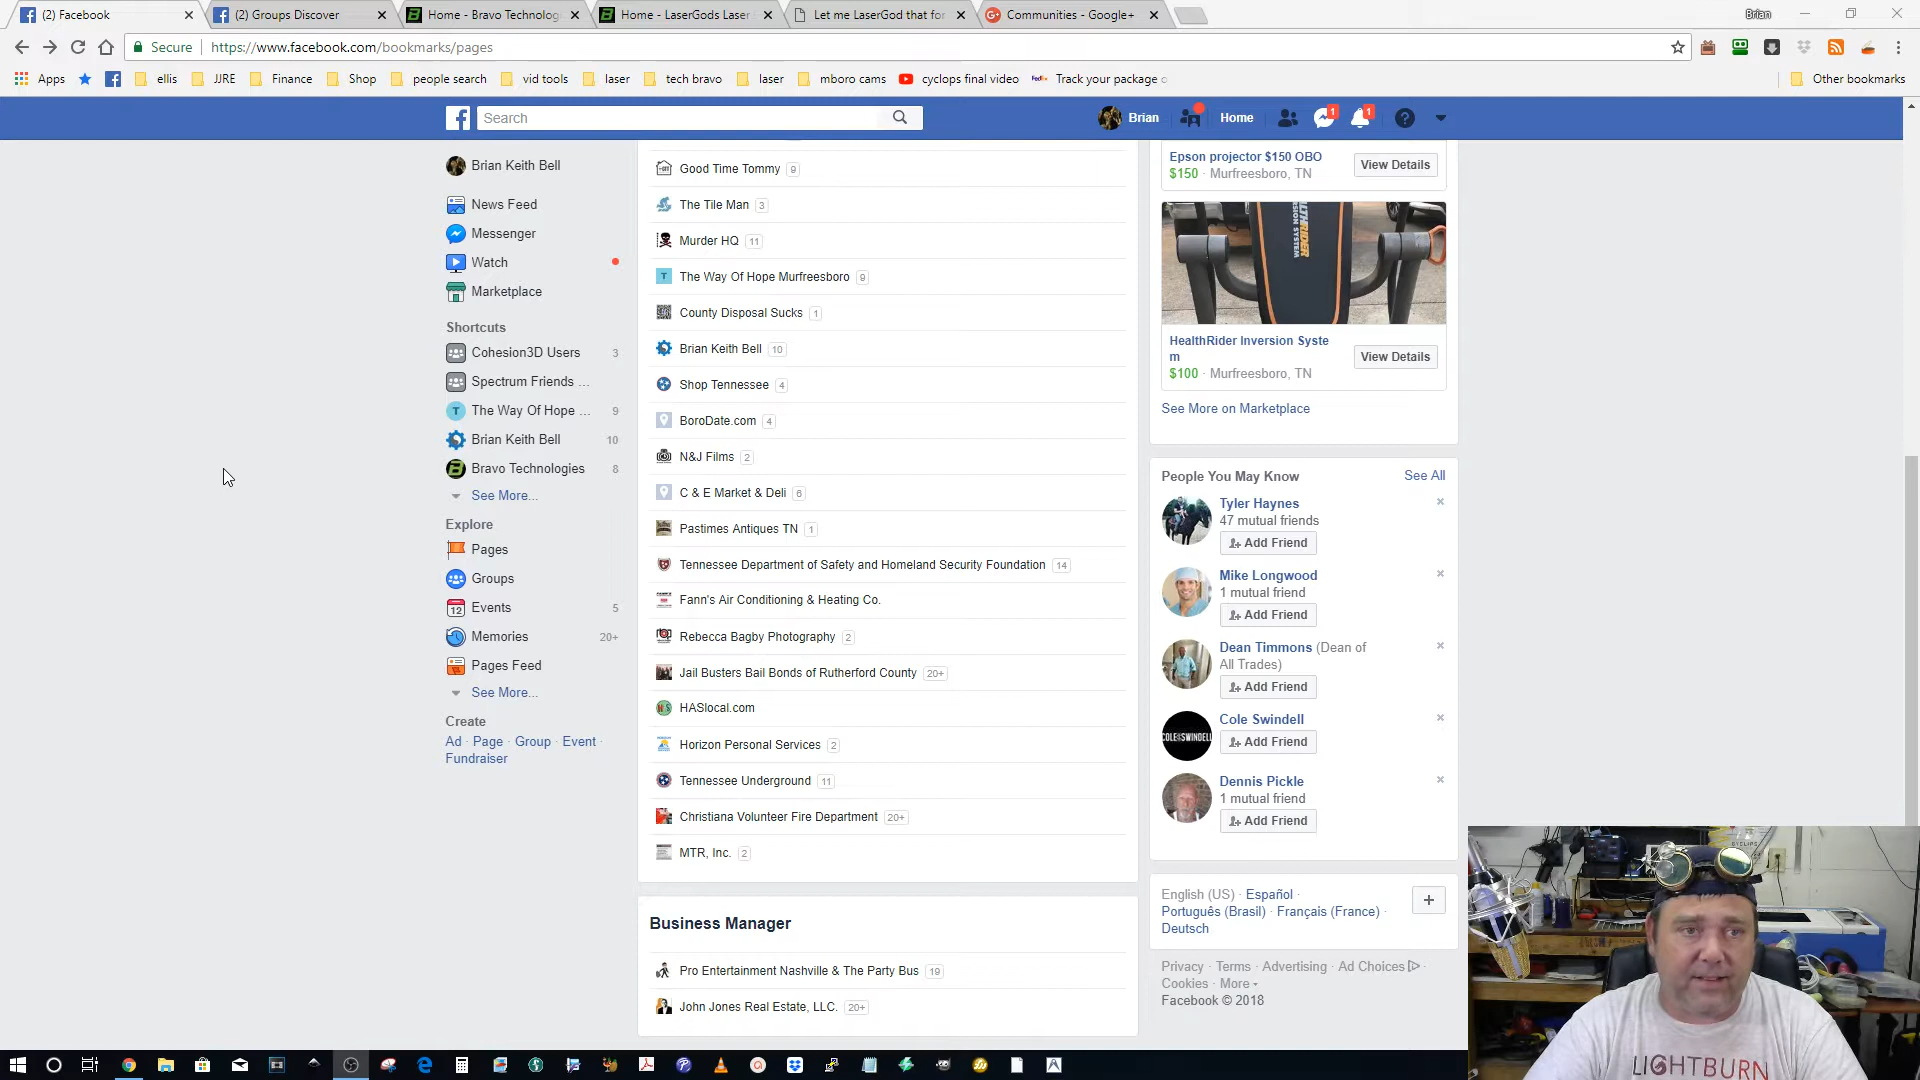 (2) Facebook
(2) Groups Discover
Home - Bravo Technolog
Home - LaserGods Laser
Let me LaserGod that for
Communities - Google+
Brian
Secure
https://www.facebook.com/bookmarks/pages
Apps
ellis
JJRE
Finance
Shop
people search
vid tools
laser
tech bravo
laser
mboro cams
cyclops final video
FedEx
Track your package
Other bookmarks
Search
Brian
Home
1
1
Brian Keith Bell
News Feed
Messenger
Watch
Marketplace
Shortcuts
Cohesion3D Users 3
Spectrum Friends ...
T The Way Of Hope ... 9
Brian Keith Bell 10
Bravo Technologies 8
See More...
Explore
Pages
Groups
12 Events 5
Memories 20+
Pages Feed
See More...
Create
Ad · Page · Group · Event ·
Fundraiser
Good Time Tommy 9
The Tile Man 3
Murder HQ 11
T The Way Of Hope Murfreesboro 9
County Disposal Sucks 1
Brian Keith Bell 10
Shop Tennessee 4
BoroDate.com 4
N&J Films 2
C & E Market & Deli 6
Pastimes Antiques TN 1
Tennessee Department of Safety and Homeland Security Foundation 14
Fann's Air Conditioning & Heating Co.
Rebecca Bagby Photography 2
Jail Busters Bail Bonds of Rutherford County 20+
HASlocal.com
Horizon Personal Services 2
Tennessee Underground 11
Christiana Volunteer Fire Department 20+
MTR, Inc. 2
Business Manager
Pro Entertainment Nashville & The Party Bus 19
John Jones Real Estate, LLC. 20+
Epson projector $150 OBO
$150 · Murfreesboro, TN
View Details
HealthRider Inversion Syste
m
$100 · Murfreesboro, TN
View Details
See More on Marketplace
People You May Know
See All
Tyler Haynes
47 mutual friends
Add Friend
Mike Longwood
1 mutual friend
Add Friend
Dean Timmons (Dean of
All Trades)
Add Friend
COLE SWINDELL
Cole Swindell
Add Friend
Dennis Pickle
1 mutual friend
Add Friend
English (US) · Español ·
Português (Brasil) · Français (France) ·
Deutsch
Privacy · Terms · Advertising · Ad Choices ·
Cookies · More
Facebook © 2018
LIGHTBURN